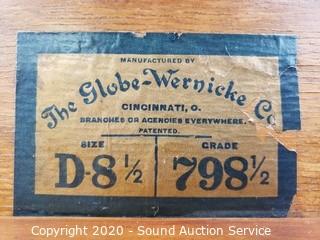 MANUFACTURED BY
The Globe-Wernicke Co
CINCINNATI, O.
BRANCHES OR AGENCIES EVERYWHERE.
PATENTED.
SIZE GRADE
D-8½ 798½
Copyright 2020 - Sound Auction Service